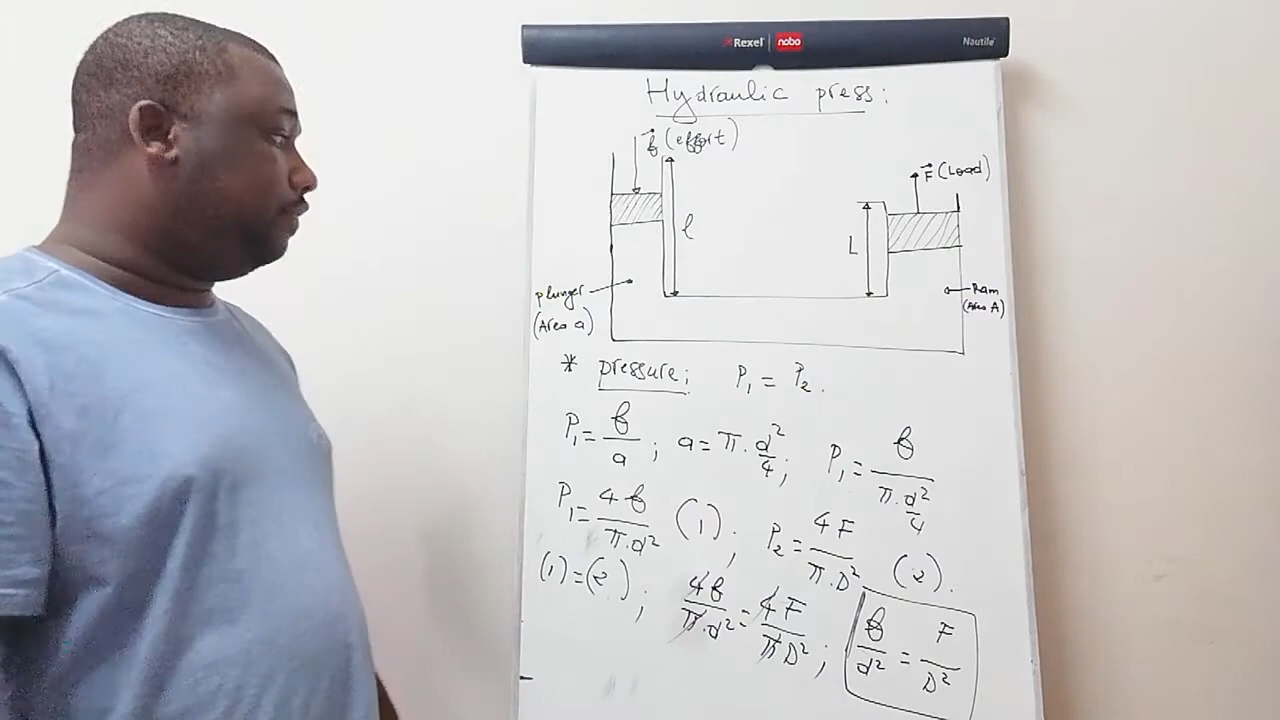 Rexel nobo Nautile
Hydraulic press:
f⃗ (effort)
F⃗ (Load)
l
L
plunger
(Area a)
Ram
(Area A)
* pressure: P₁ = P₂.
P₁ = f/a ; a = π.d²/4 ; P₁ = f/(π.d²/4)
P₁ = 4f/(π.d²) (1) ; P₂ = 4F/(π.D²) (2).
(1) = (2) ; 4f/(π.d²) = 4F/(πD²) ; f/d² = F/D²